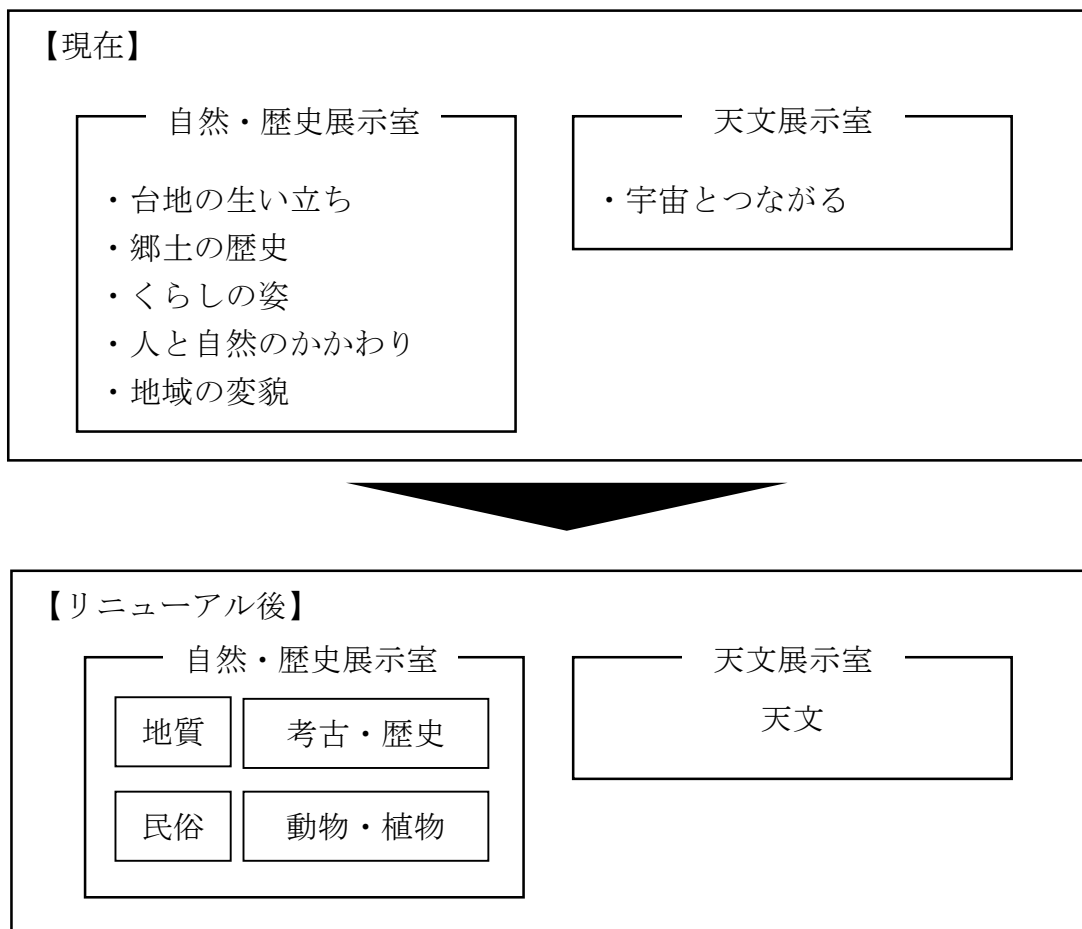 【現在】
自然・歴史展示室
・台地の生い立ち
・郷土の歴史
・くらしの姿
・人と自然のかかわり
・地域の変貌
天文展示室
・宇宙とつながる
【リニューアル後】
自然・歴史展示室
地質
考古・歴史
民俗
動物・植物
天文展示室
天文